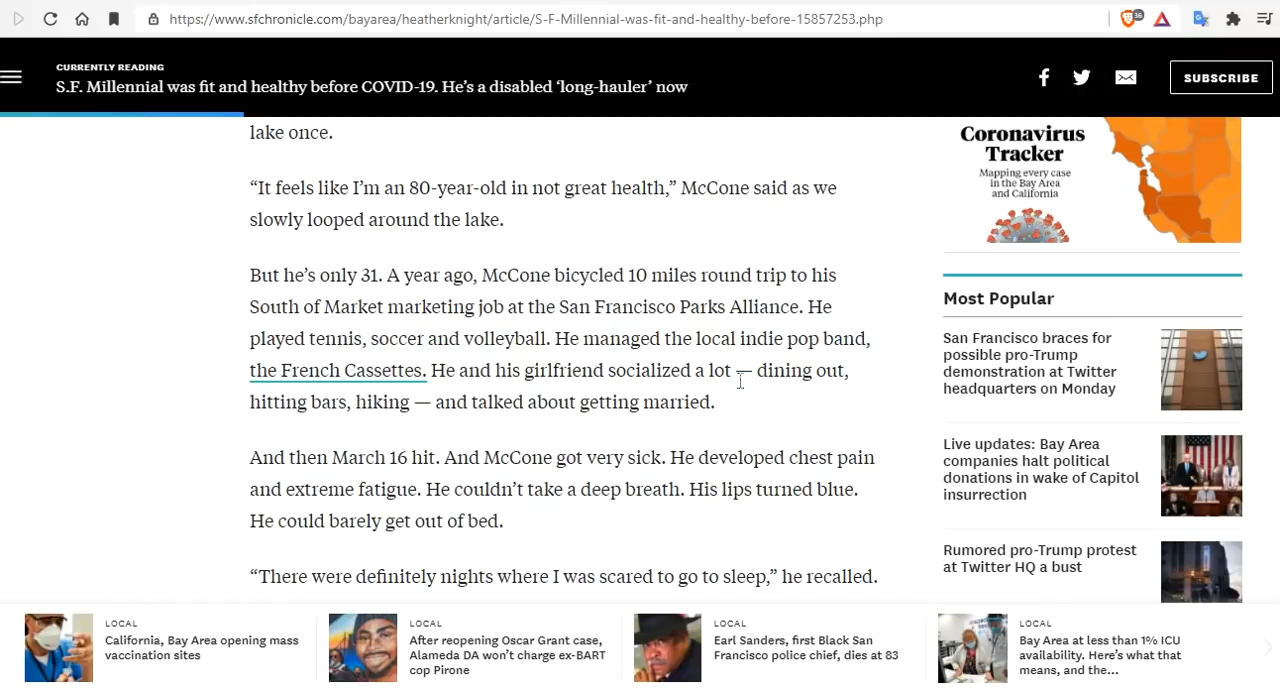 https://www.sfchronicle.com/bayarea/heatherknight/article/S-F-Millennial-was-fit-and-healthy-before-15857253.php
36
CURRENTLY READING
S.F. Millennial was fit and healthy before COVID-19. He’s a disabled ‘long-hauler’ now
SUBSCRIBE
lake once.
“It feels like I’m an 80-year-old in not great health,” McCone said as we
slowly looped around the lake.
But he’s only 31. A year ago, McCone bicycled 10 miles round trip to his
South of Market marketing job at the San Francisco Parks Alliance. He
played tennis, soccer and volleyball. He managed the local indie pop band,
the French Cassettes. He and his girlfriend socialized a lot — dining out,
hitting bars, hiking — and talked about getting married.
And then March 16 hit. And McCone got very sick. He developed chest pain
and extreme fatigue. He couldn’t take a deep breath. His lips turned blue.
He could barely get out of bed.
“There were definitely nights where I was scared to go to sleep,” he recalled.
Coronavirus
Tracker
Mapping every case
in the Bay Area
and California
Most Popular
San Francisco braces for
possible pro-Trump
demonstration at Twitter
headquarters on Monday
Live updates: Bay Area
companies halt political
donations in wake of Capitol
insurrection
Rumored pro-Trump protest
at Twitter HQ a bust
LOCAL
California, Bay Area opening mass
vaccination sites
LOCAL
After reopening Oscar Grant case,
Alameda DA won’t charge ex-BART
cop Pirone
LOCAL
Earl Sanders, first Black San
Francisco police chief, dies at 83
LOCAL
Bay Area at less than 1% ICU
availability. Here’s what that
means, and the...